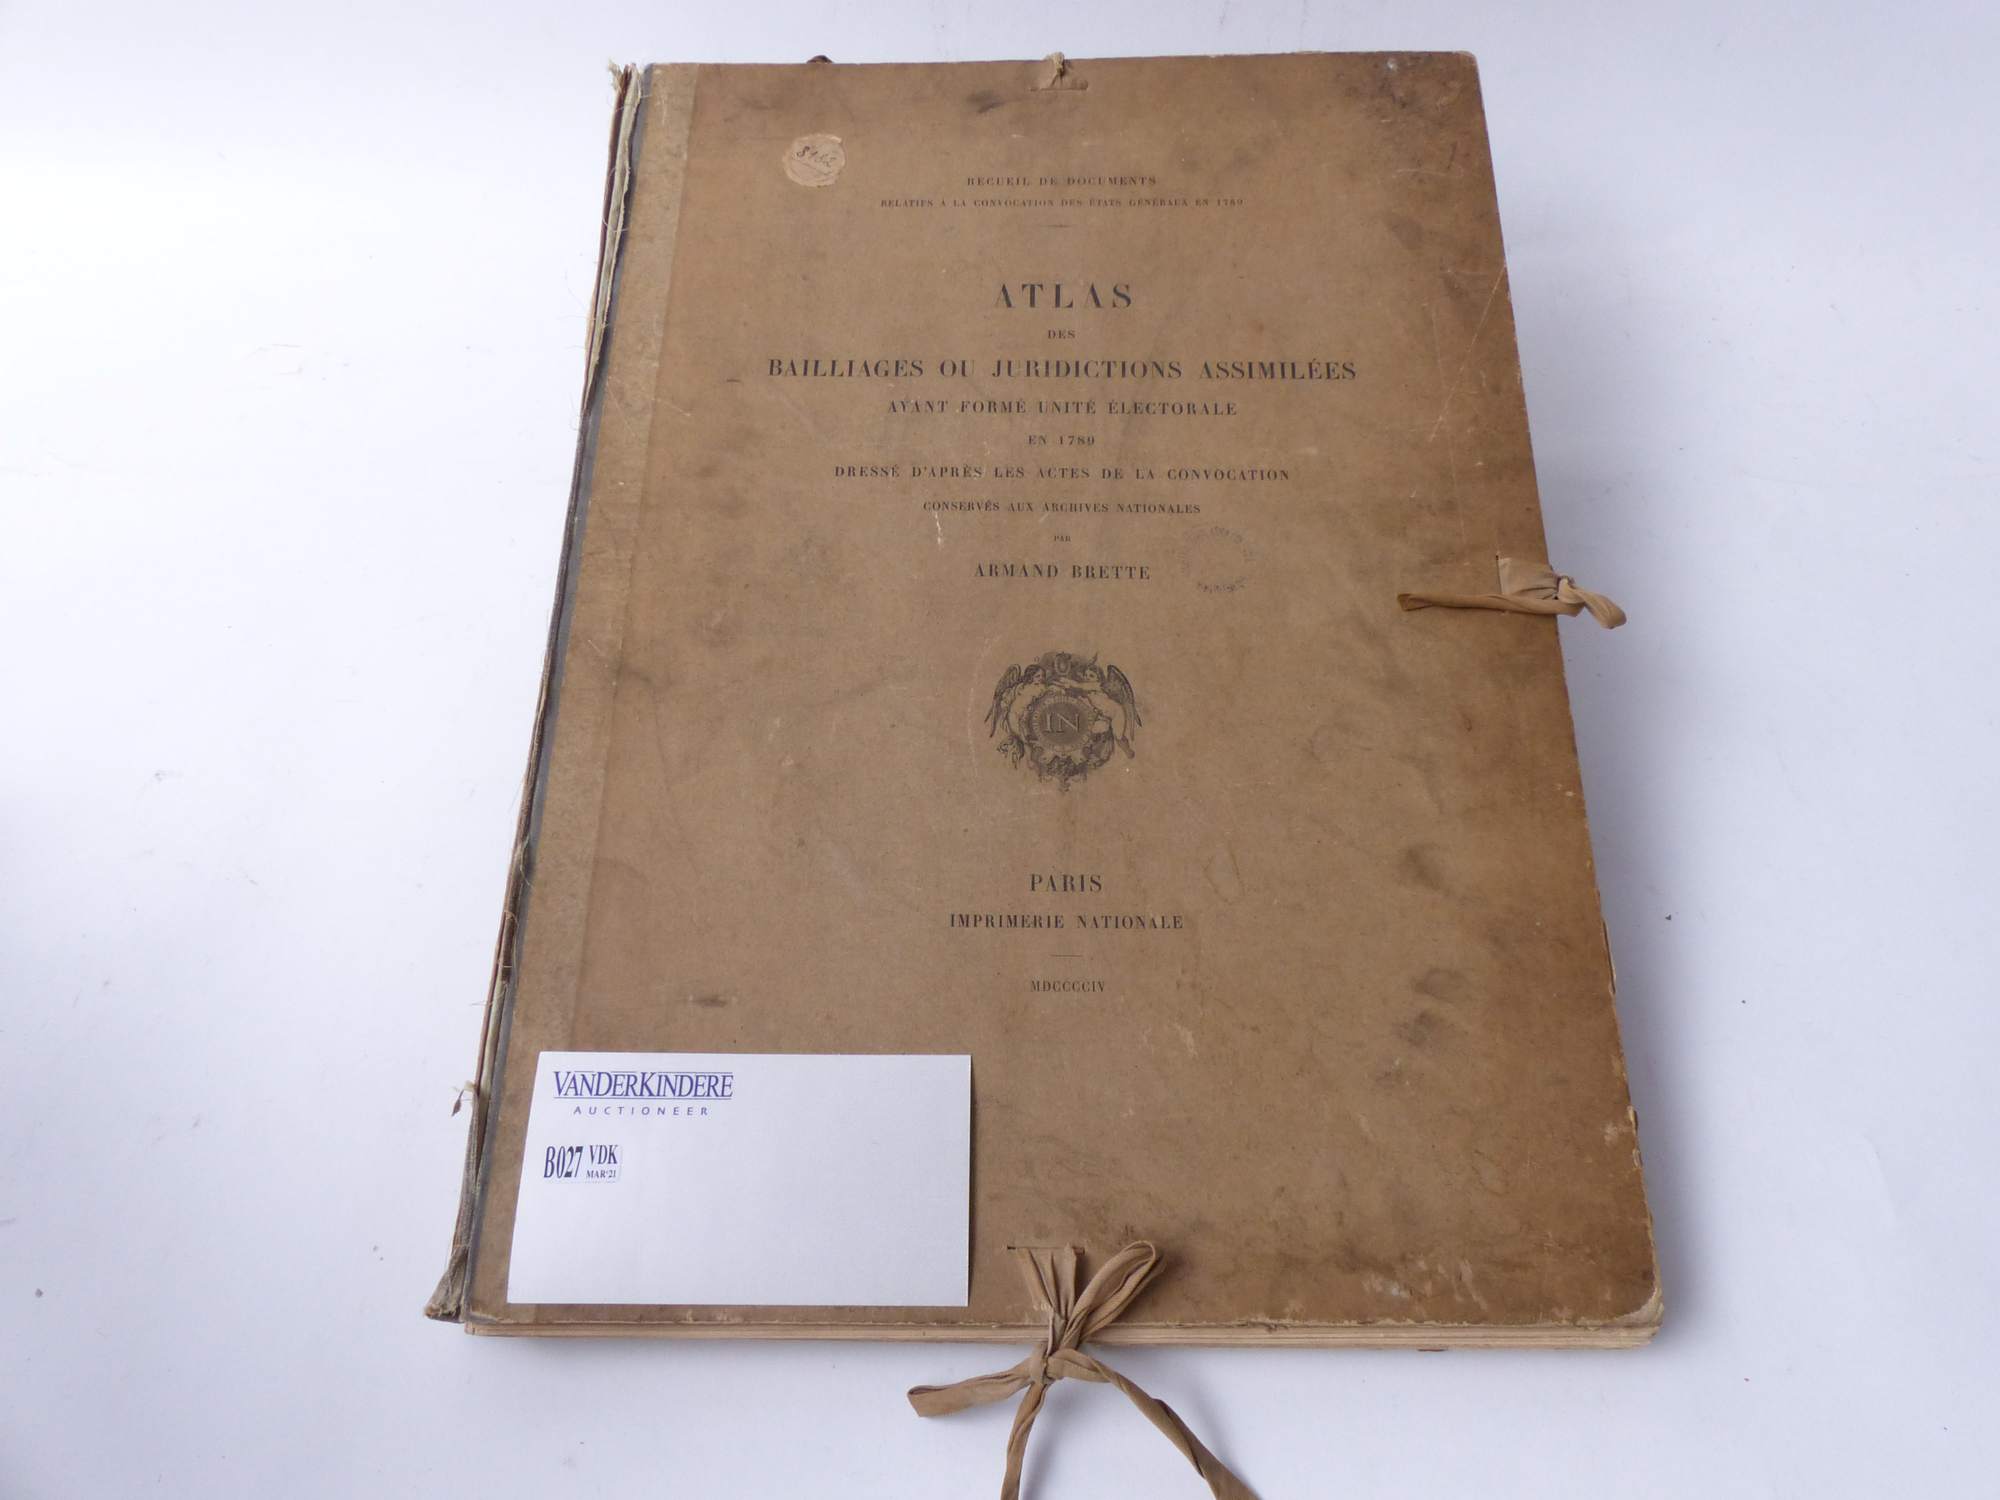 RECUEIL DE DOCUMENTS
RELATIFS À LA CONVOCATION DES ÉTATS GÉNÉRAUX EN 1789
ATLAS
DES
BAILLIAGES OU JURIDICTIONS ASSIMILÉES
AYANT FORMÉ UNITÉ ÉLECTORALE
EN 1789
DRESSÉ D'APRÈS LES ACTES DE LA CONVOCATION
CONSERVÉS AUX ARCHIVES NATIONALES
PAR
ARMAND BRETTE
IN
PARIS
IMPRIMERIE NATIONALE
MDCCCCIV
VANDERKINDERE
AUCTIONEER
B027 VDK
MAR'21